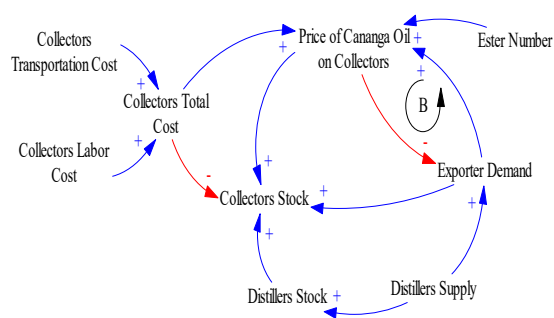 Collectors
Transportation Cost
Price of Cananga Oil
on Collectors
+
+
+
Ester Number
+
Collectors Total
Cost
B
Collectors Labor
Cost
+
-
-
+
+
Exporter Demand
Collectors Stock
+
+
+
Distillers Stock
+
Distillers Supply